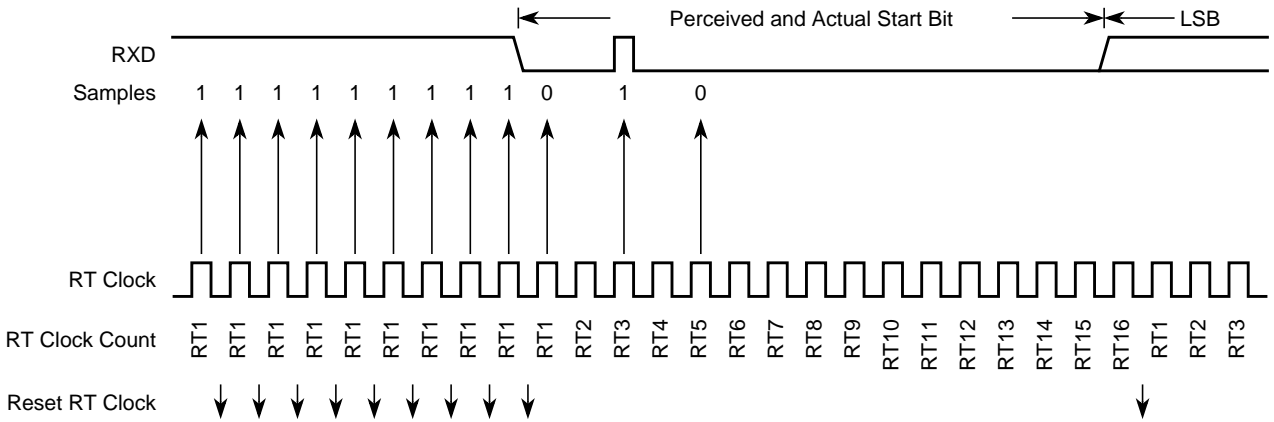 Perceived and Actual Start Bit LSB
RXD
Samples 1 1 1 1 1 1 1 1 1 0 1 0
RT Clock
RT Clock Count RT1 RT1 RT1 RT1 RT1 RT1 RT1 RT1 RT1 RT1 RT2 RT3 RT4 RT5 RT6 RT7 RT8 RT9 RT10 RT11 RT12 RT13 RT14 RT15 RT16 RT1 RT2 RT3
Reset RT Clock